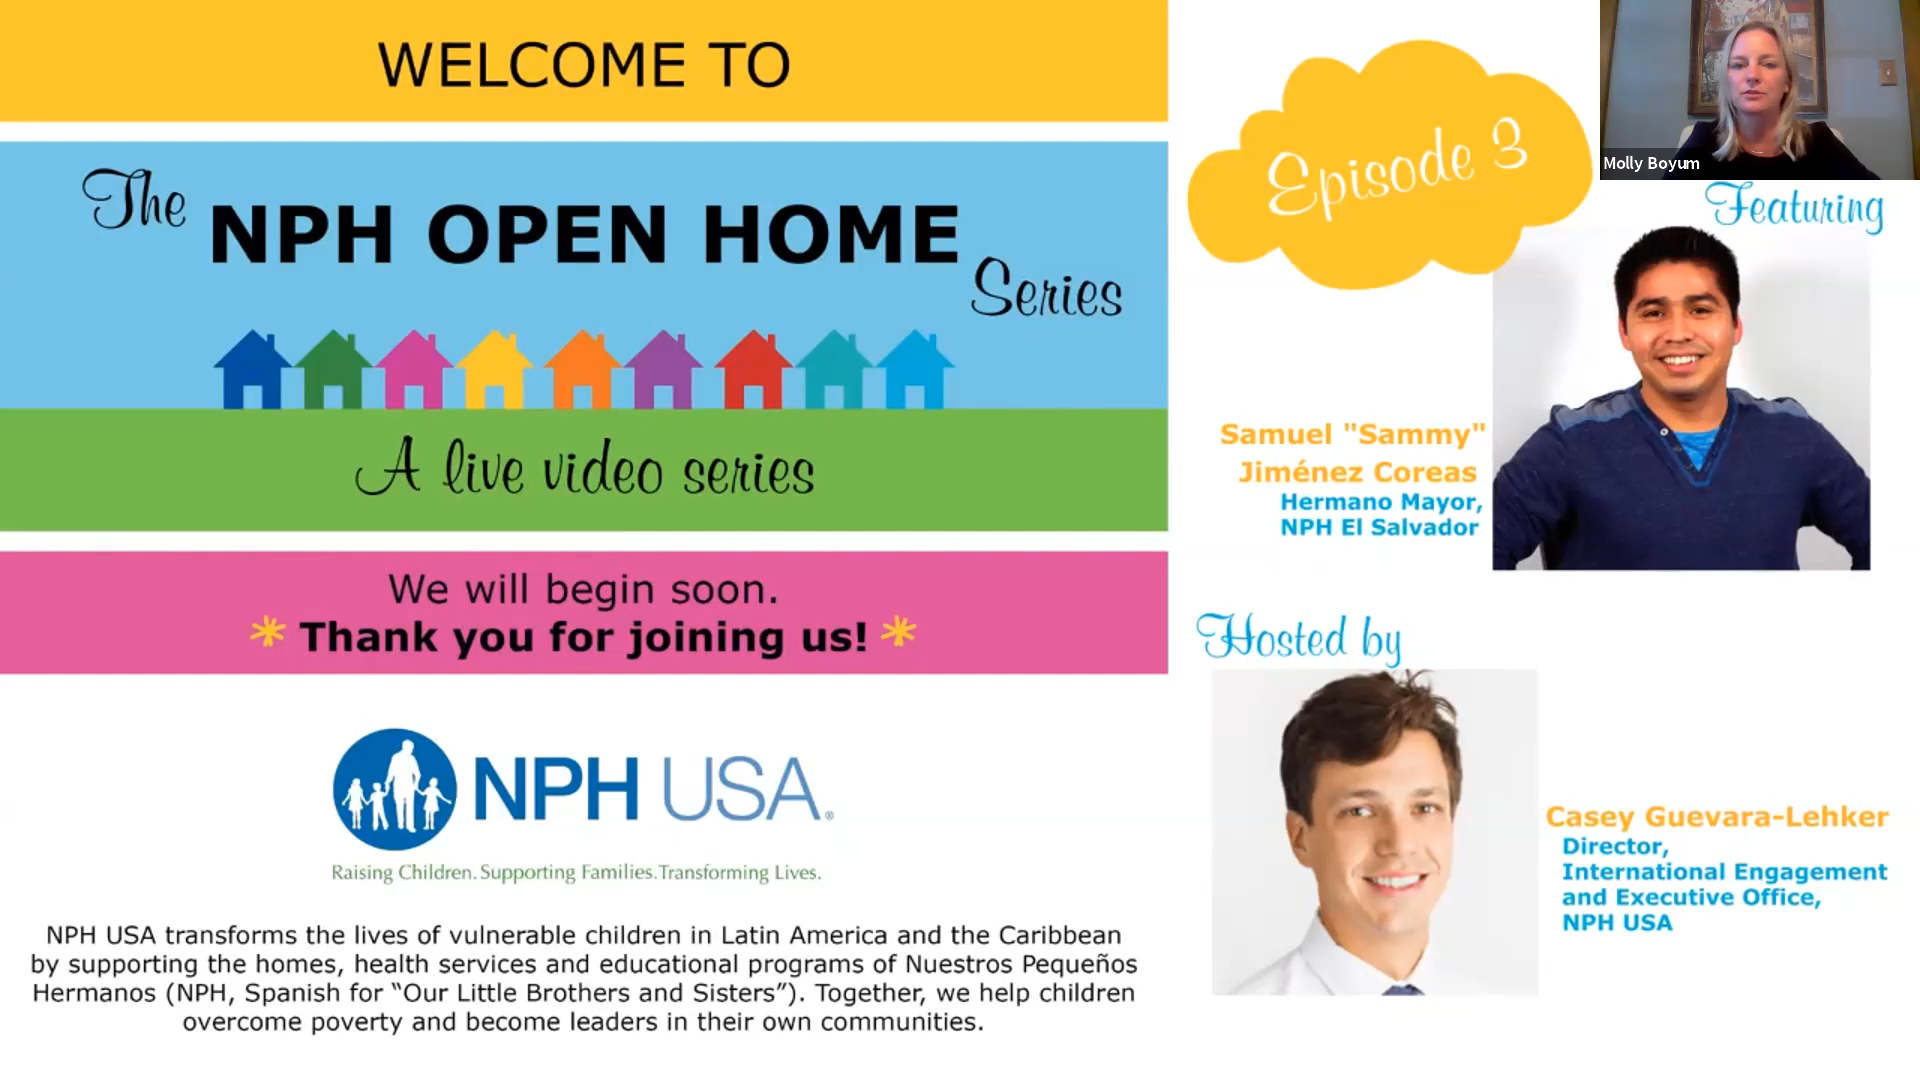 WELCOME TO
The NPH OPEN HOME Series
A live video series
We will begin soon.
* Thank you for joining us! *
NPH USA®
Raising Children. Supporting Families. Transforming Lives.
NPH USA transforms the lives of vulnerable children in Latin America and the Caribbean
by supporting the homes, health services and educational programs of Nuestros Pequeños
Hermanos (NPH, Spanish for “Our Little Brothers and Sisters”). Together, we help children
overcome poverty and become leaders in their own communities.
Episode 3
Molly Boyum
Featuring
Samuel "Sammy"
Jiménez Coreas
Hermano Mayor,
NPH El Salvador
Hosted by
Casey Guevara-Lehker
Director,
International Engagement
and Executive Office,
NPH USA